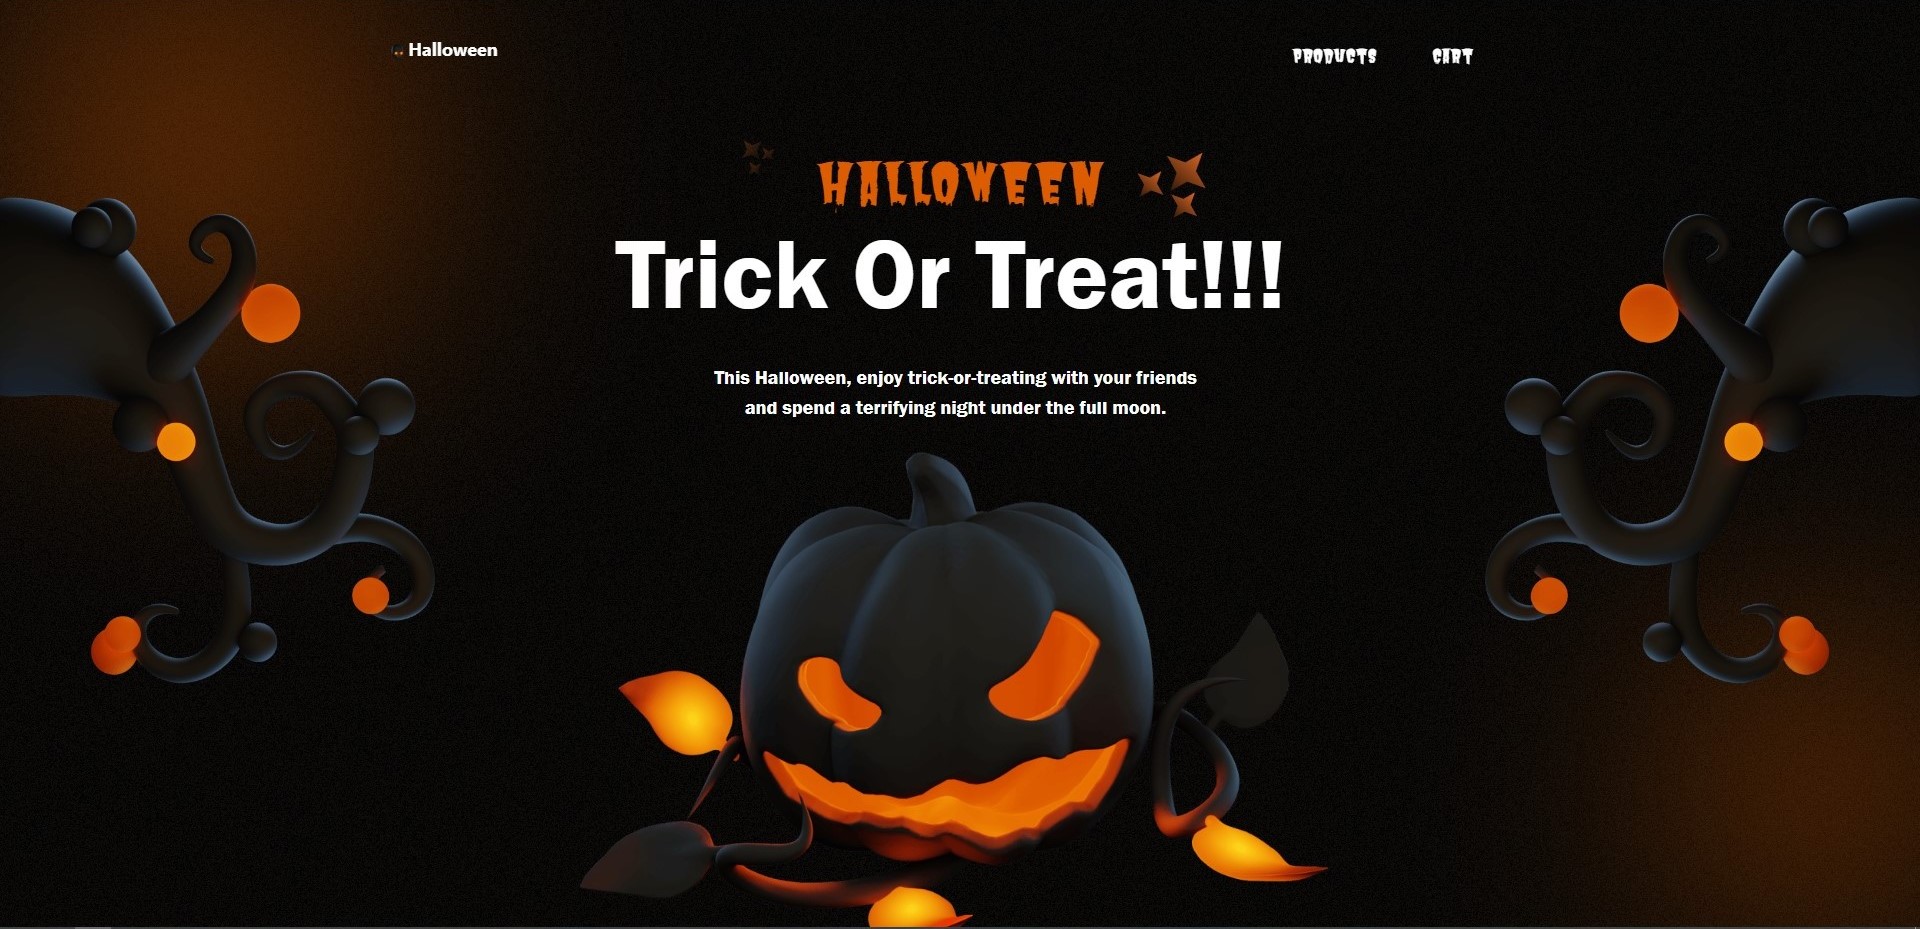 Halloween
PRODUCTS
CART
HALLOWEEN
Trick Or Treat!!!
This Halloween, enjoy trick-or-treating with your friends
and spend a terrifying night under the full moon.